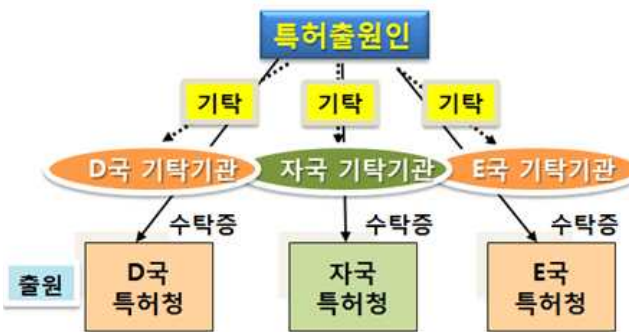 특허출원인
기탁 기탁 기탁
D국 기탁기관 자국 기탁기관 E국 기탁기관
수탁증 수탁증 수탁증
출원
D국
특허청
자국
특허청
E국
특허청